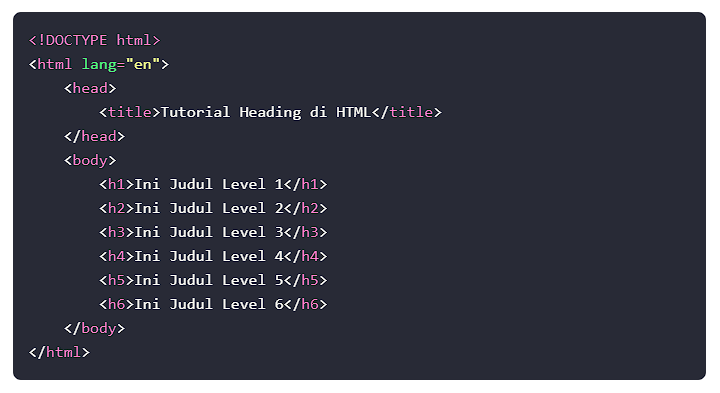 <!DOCTYPE html>
<html lang="en">
    <head>
        <title>Tutorial Heading di HTML</title>
    </head>
    <body>
        <h1>Ini Judul Level 1</h1>
        <h2>Ini Judul Level 2</h2>
        <h3>Ini Judul Level 3</h3>
        <h4>Ini Judul Level 4</h4>
        <h5>Ini Judul Level 5</h5>
        <h6>Ini Judul Level 6</h6>
    </body>
</html>